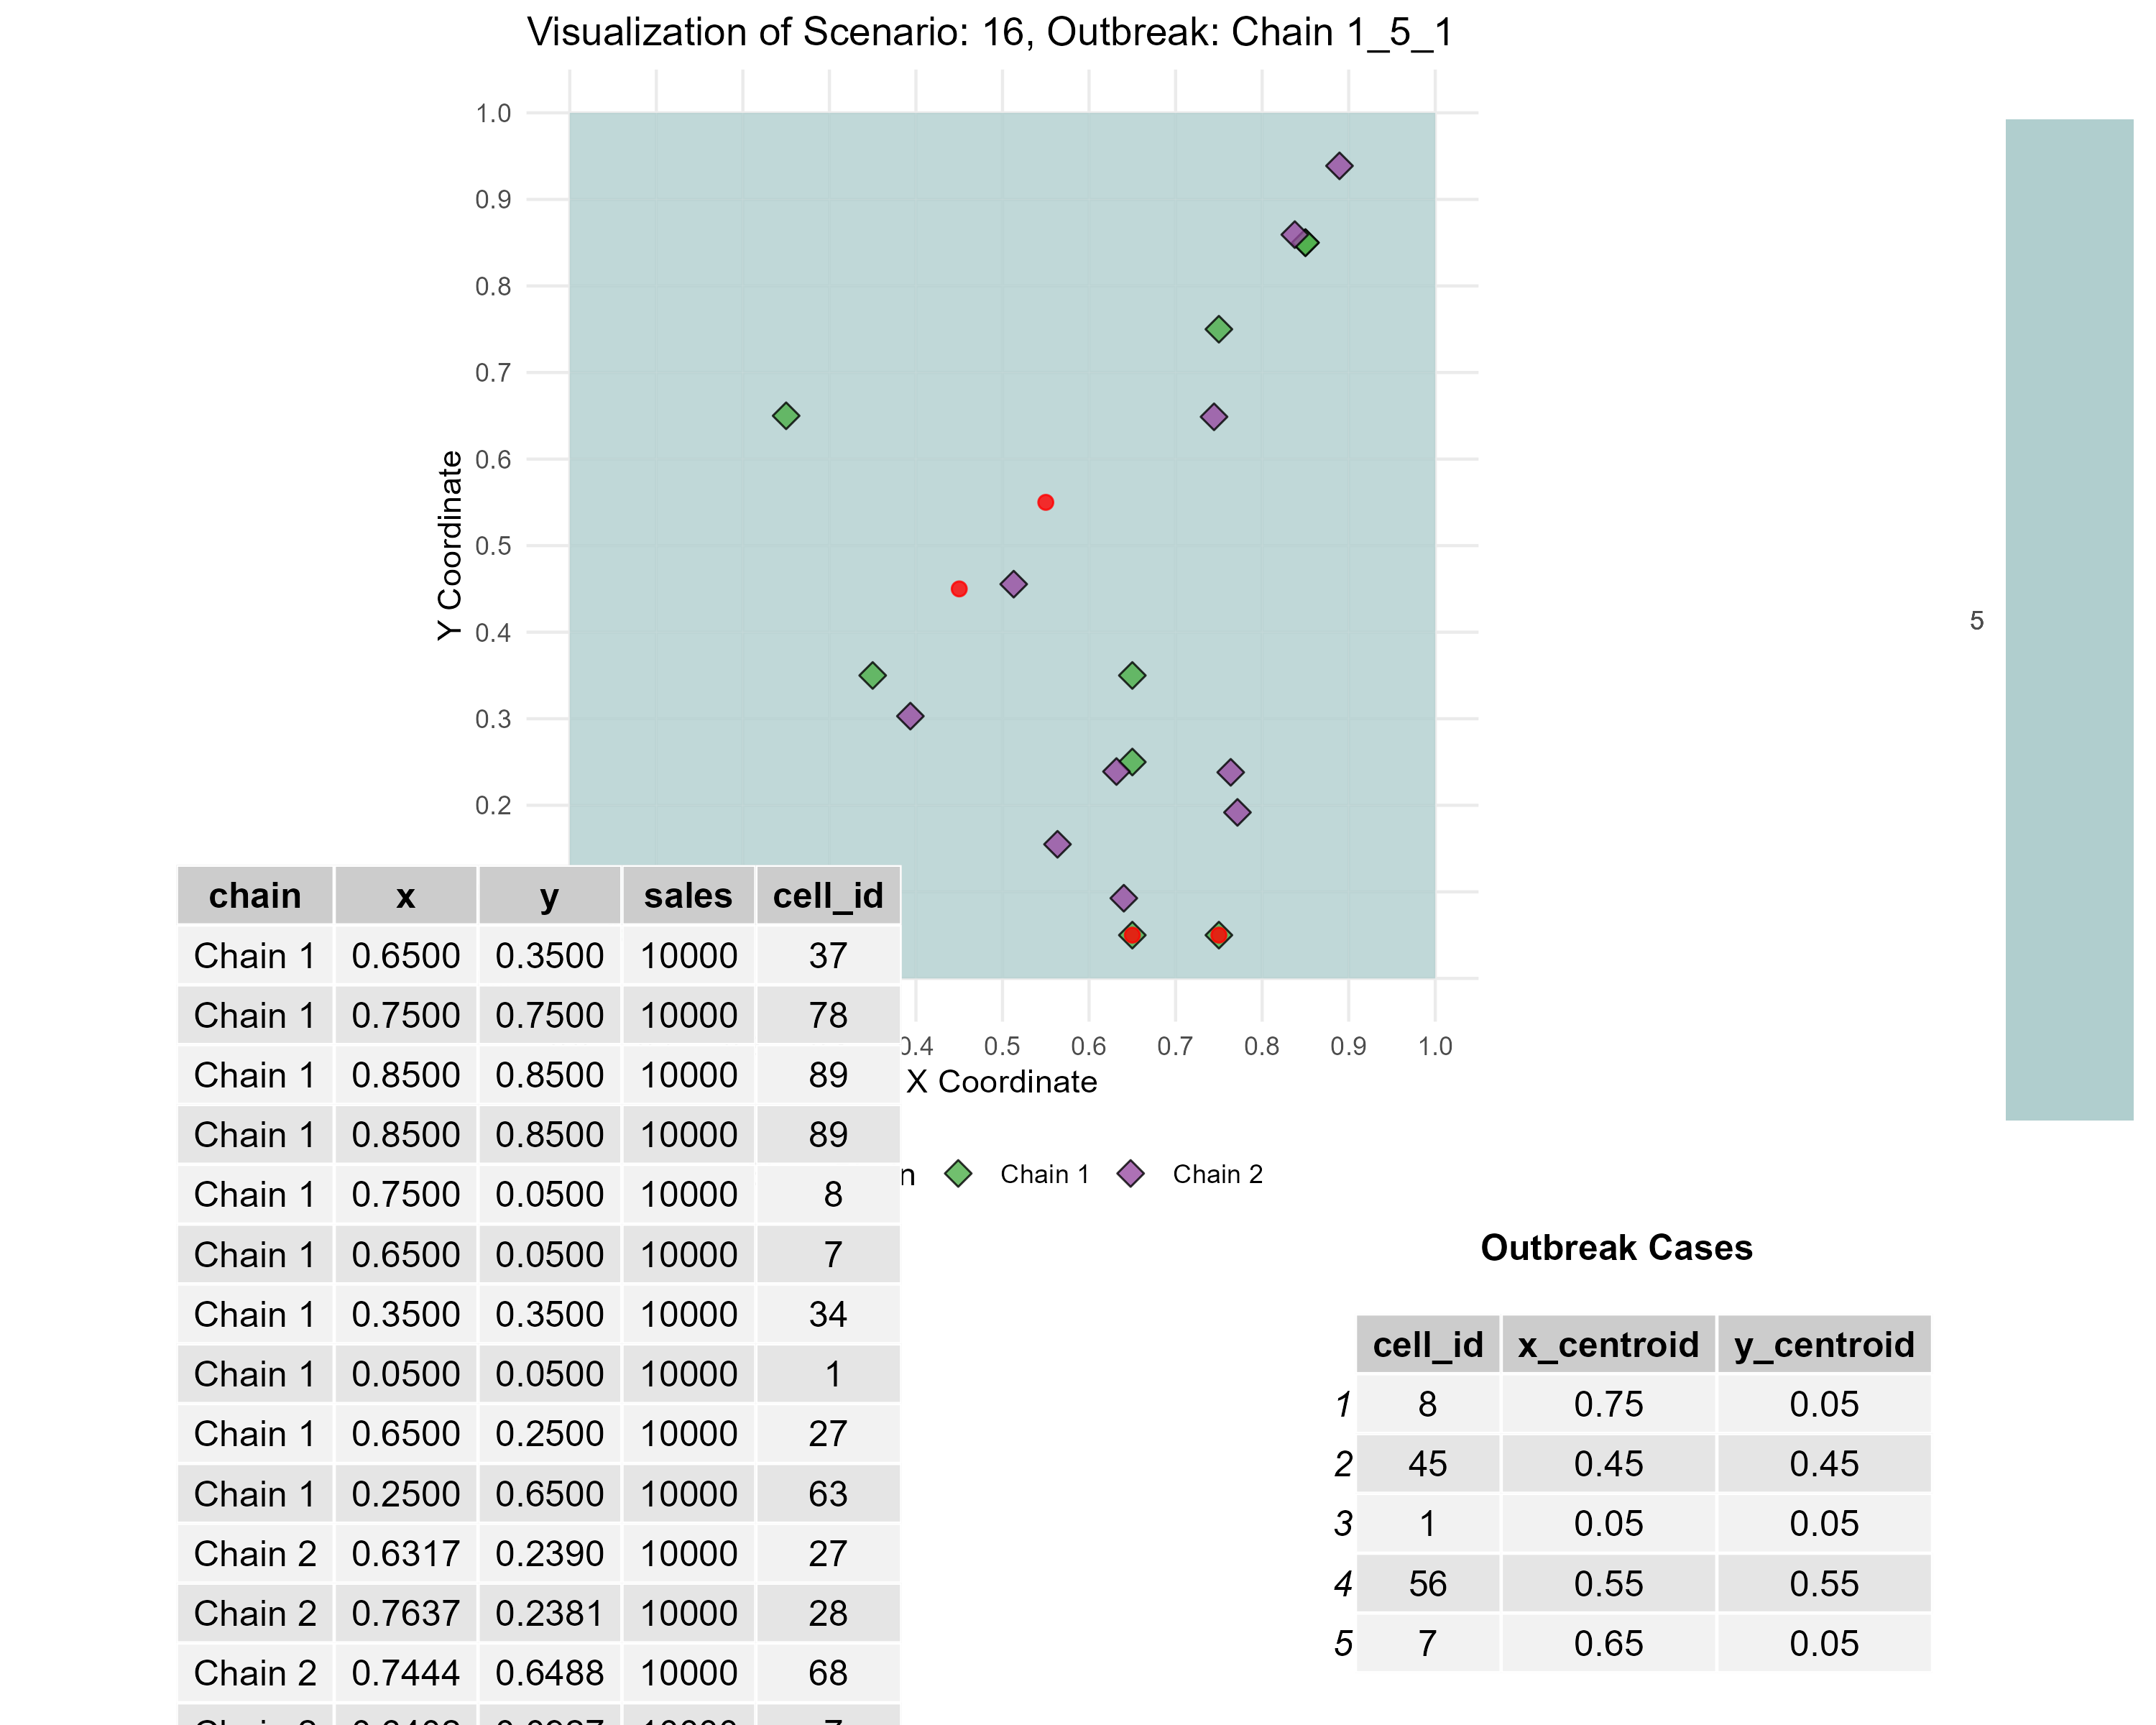 Visualization of Scenario: 16, Outbreak: Chain 1_5_1
1.0
0.9
0.8
0.7
0.6
0.5
0.4
0.3
0.2
Y Coordinate
5
0.5 0.6 0.7 0.8 0.9 1.0
X Coordinate
Chain 1 Chain 2
chain x y sales cell_id
Chain 1 0.6500 0.3500 10000 37
Chain 1 0.7500 0.7500 10000 78
Chain 1 0.8500 0.8500 10000 89
Chain 1 0.8500 0.8500 10000 89
Chain 1 0.7500 0.0500 10000 8
Chain 1 0.6500 0.0500 10000 7
Chain 1 0.3500 0.3500 10000 34
Chain 1 0.0500 0.0500 10000 1
Chain 1 0.6500 0.2500 10000 27
Chain 1 0.2500 0.6500 10000 63
Chain 2 0.6317 0.2390 10000 27
Chain 2 0.7637 0.2381 10000 28
Chain 2 0.7444 0.6488 10000 68
Outbreak Cases
cell_id x_centroid y_centroid
1 8 0.75 0.05
2 45 0.45 0.45
3 1 0.05 0.05
4 56 0.55 0.55
5 7 0.65 0.05